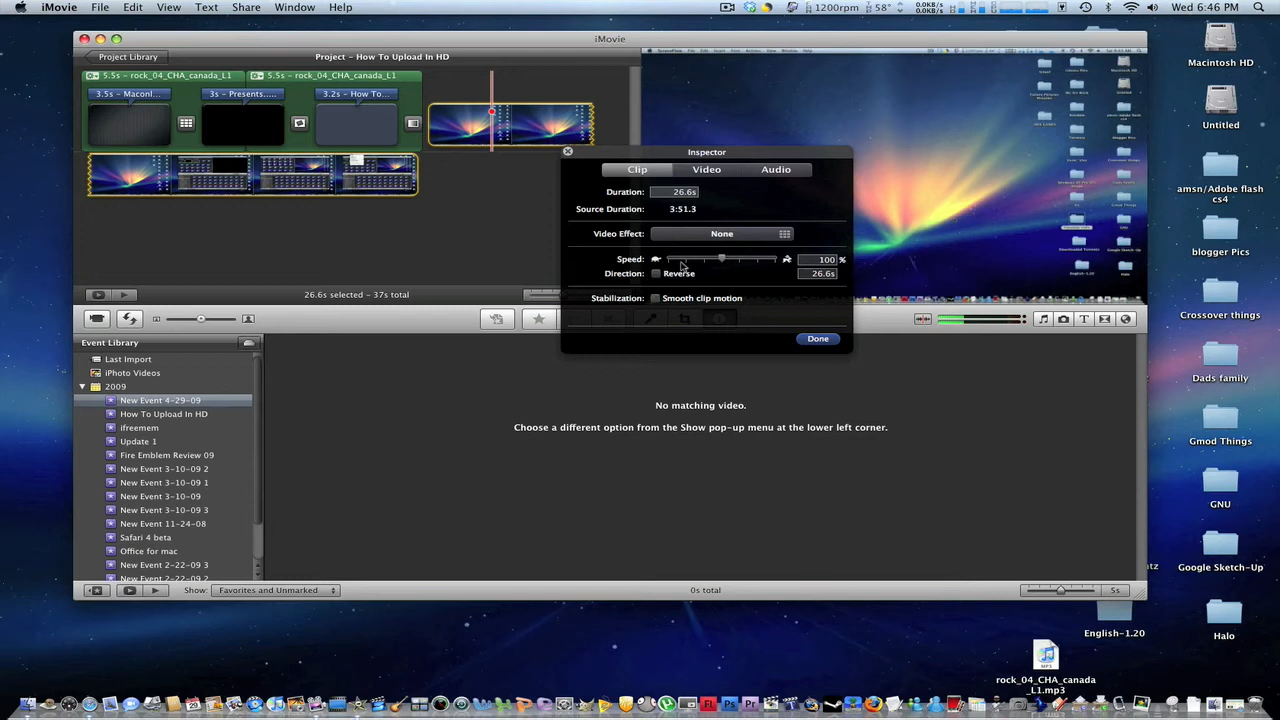 iMovie File Edit View Text Share Window Help
1200rpm 58° 0.0KB/s 0.0KB/s Wed 6:46 PM
iMovie
Project Library
Project - How To Upload In HD
5.5s - rock_04_CHA_canada_L1
5.5s - rock_04_CHA_canada_L1
3.5s - Maconl...
3s - Presents.....
3.2s - How To...
Inspector
Clip Video Audio
Duration: 26.6s
Source Duration: 3:51.3
Video Effect: None
Speed: 100 %
Direction: Reverse 26.6s
Stabilization: Smooth clip motion
Done
26.6s selected - 37s total
Event Library
Last Import
iPhoto Videos
2009
New Event 4-29-09
How To Upload In HD
ifreemem
Update 1
Fire Emblem Review 09
New Event 3-10-09 2
New Event 3-10-09 1
New Event 3-10-09
New Event 11-24-08
Safari 4 beta
Office for mac
New Event 2-22-09 3
New Event 2-22-09 2
No matching video.
Choose a different option from the Show pop-up menu at the lower left corner.
Show: Favorites and Unmarked
0s total
5s
Macintosh HD
Untitled
amsn/Adobe flash
cs4
blogger Pics
Crossover things
Dads family
Gmod Things
GNU
Google Sketch-Up
Halo
English-1.20
MP3
rock_04_CHA_canada
_L1.mp3